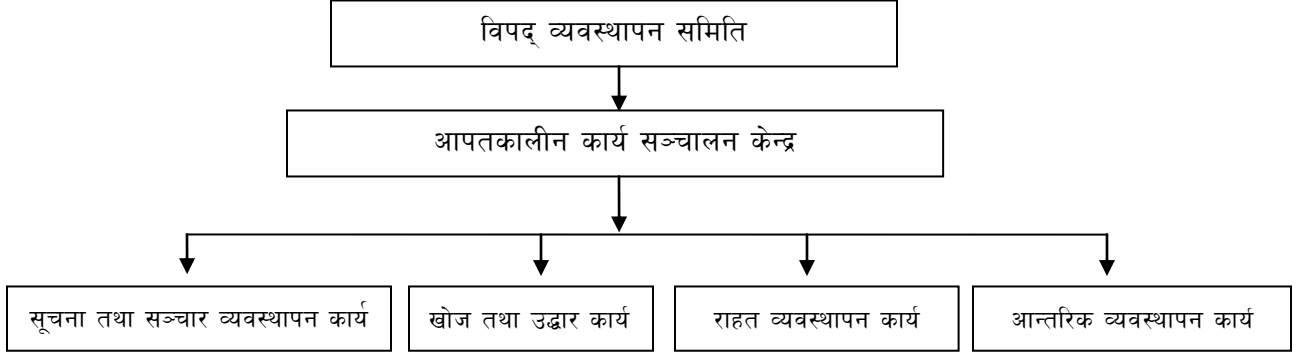 विपद् व्यवस्थापन समिति
आपतकालीन कार्य सञ्चालन केन्द्र
सूचना तथा सञ्चार व्यवस्थापन कार्य
खोज तथा उद्धार कार्य
राहत व्यवस्थापन कार्य
आन्तरिक व्यवस्थापन कार्य